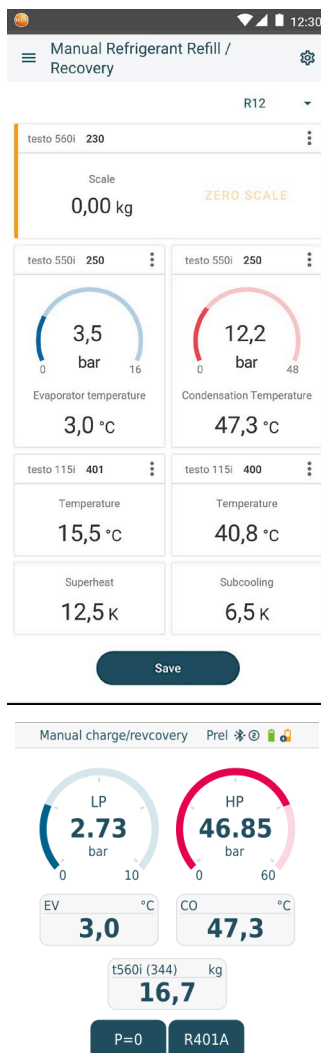 12:30
Manual Refrigerant Refill /
Recovery
R12
testo 560i 230
Scale
0,00 kg
ZERO SCALE
testo 550i 250
3,5
bar
0 16
Evaporator temperature
3,0 °C
testo 550i 250
12,2
bar
0 48
Condensation Temperature
47,3 °C
testo 115i 401
Temperature
15,5 °C
testo 115i 400
Temperature
40,8 °C
Superheat
12,5 K
Subcooling
6,5 K
Save
Manual charge/revcovery Prel 2
LP
2.73
bar
0 10
HP
46.85
bar
0 60
EV °C
3,0
CO °C
47,3
t560i (344) kg
16,7
P=0 R401A